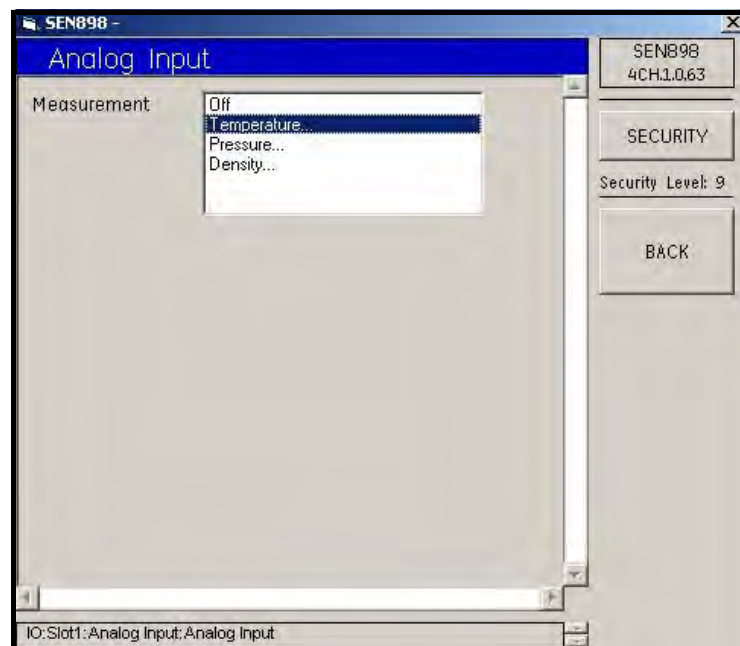 SEN898 -
Analog Input
SEN898
4CH.1.0.63
Measurement
Off
Temperature...
Pressure...
Density...
SECURITY
Security Level: 9
BACK
IO:Slot1:Analog Input:Analog Input